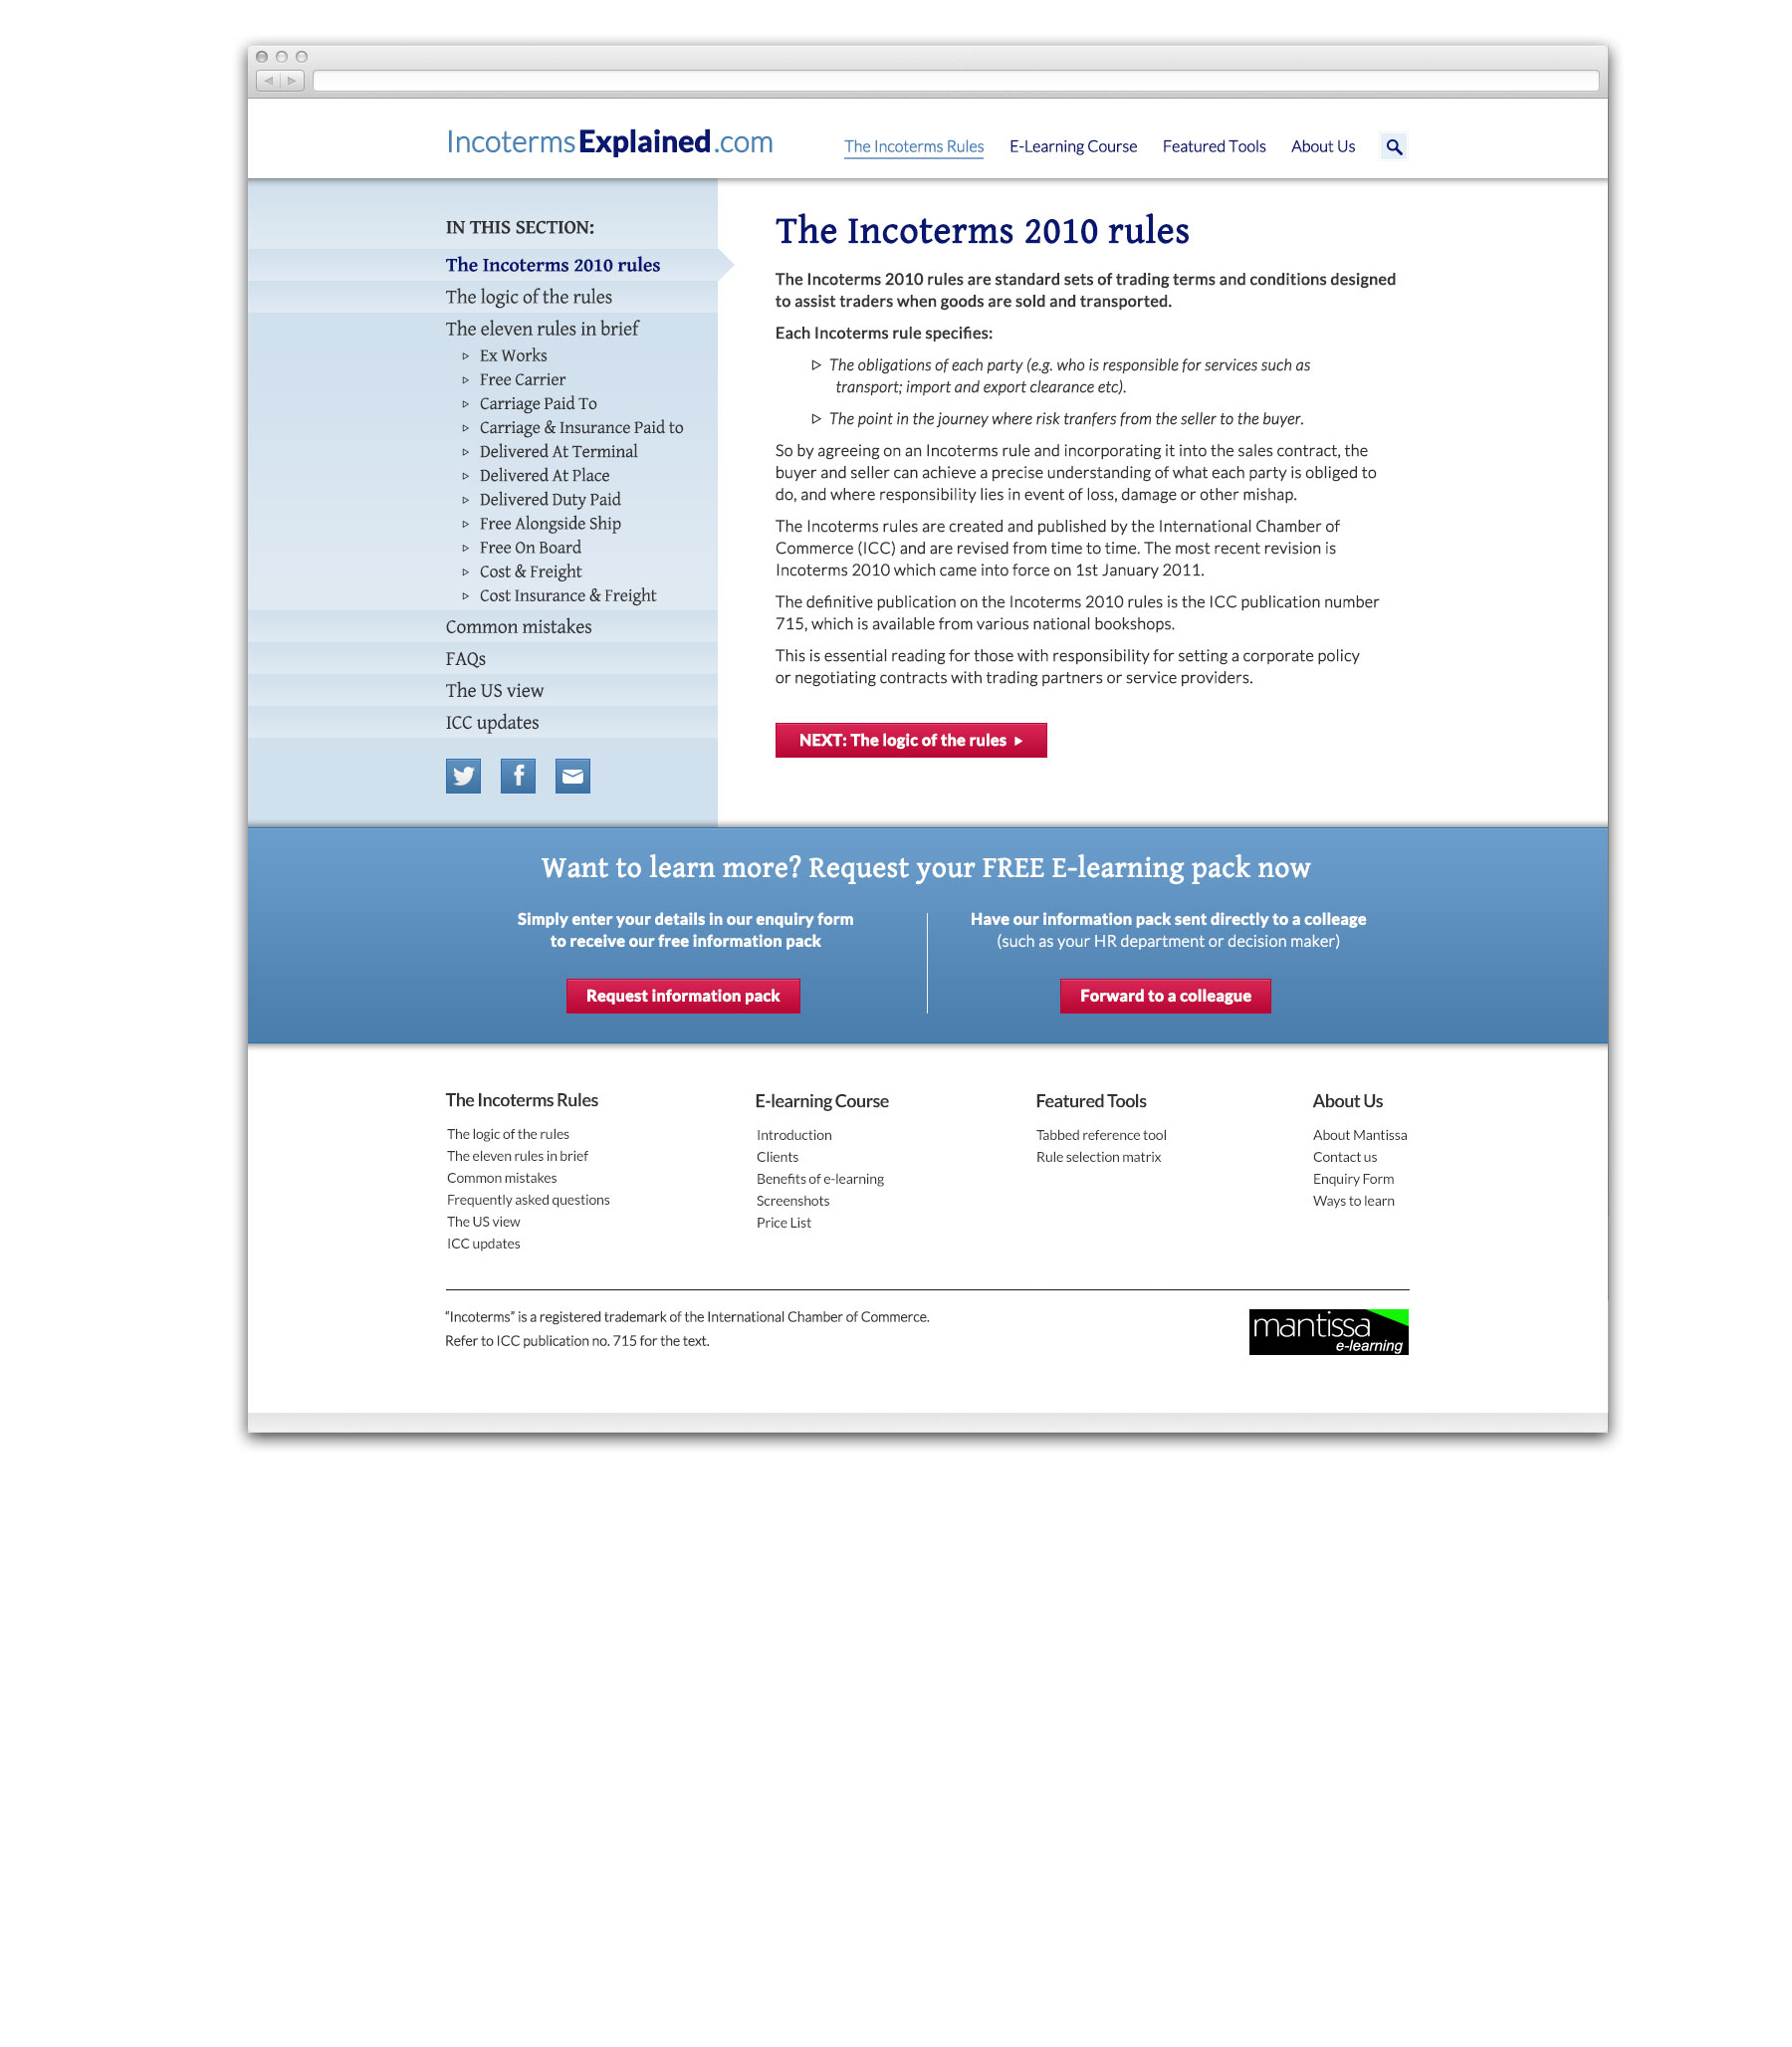 IncotermsExplained.com
The Incoterms Rules
E-Learning Course
Featured Tools
About Us
IN THIS SECTION:
The Incoterms 2010 rules
The logic of the rules
The eleven rules in brief
Ex Works
Free Carrier
Carriage Paid To
Carriage & Insurance Paid to
Delivered At Terminal
Delivered At Place
Delivered Duty Paid
Free Alongside Ship
Free On Board
Cost & Freight
Cost Insurance & Freight
Common mistakes
FAQs
The US view
ICC updates
The Incoterms 2010 rules
The Incoterms 2010 rules are standard sets of trading terms and conditions designed
to assist traders when goods are sold and transported.
Each Incoterms rule specifies:
The obligations of each party (e.g. who is responsible for services such as
transport; import and export clearance etc).
The point in the journey where risk tranfers from the seller to the buyer.
So by agreeing on an Incoterms rule and incorporating it into the sales contract, the
buyer and seller can achieve a precise understanding of what each party is obliged to
do, and where responsibility lies in event of loss, damage or other mishap.
The Incoterms rules are created and published by the International Chamber of
Commerce (ICC) and are revised from time to time. The most recent revision is
Incoterms 2010 which came into force on 1st January 2011.
The definitive publication on the Incoterms 2010 rules is the ICC publication number
715, which is available from various national bookshops.
This is essential reading for those with responsibility for setting a corporate policy
or negotiating contracts with trading partners or service providers.
NEXT: The logic of the rules
Want to learn more? Request your FREE E-learning pack now
Simply enter your details in our enquiry form
to receive our free information pack
Request information pack
Have our information pack sent directly to a colleage
(such as your HR department or decision maker)
Forward to a colleague
The Incoterms Rules
The logic of the rules
The eleven rules in brief
Common mistakes
Frequently asked questions
The US view
ICC updates
E-learning Course
Introduction
Clients
Benefits of e-learning
Screenshots
Price List
Featured Tools
Tabbed reference tool
Rule selection matrix
About Us
About Mantissa
Contact us
Enquiry Form
Ways to learn
“Incoterms” is a registered trademark of the International Chamber of Commerce.
Refer to ICC publication no. 715 for the text.
mantissa
e-learning